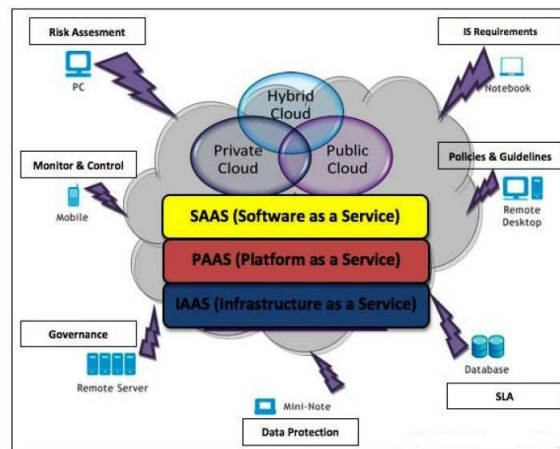 Risk Assesment
PC
IS Requirements
Notebook
Hybrid
Cloud
Private
Cloud
Public
Cloud
Monitor & Control
Mobile
Policies & Guidelines
Remote
Desktop
SAAS (Software as a Service)
PAAS (Platform as a Service)
IAAS (Infrastructure as a Service)
Governance
Remote Server
Database
SLA
Mini-Note
Data Protection